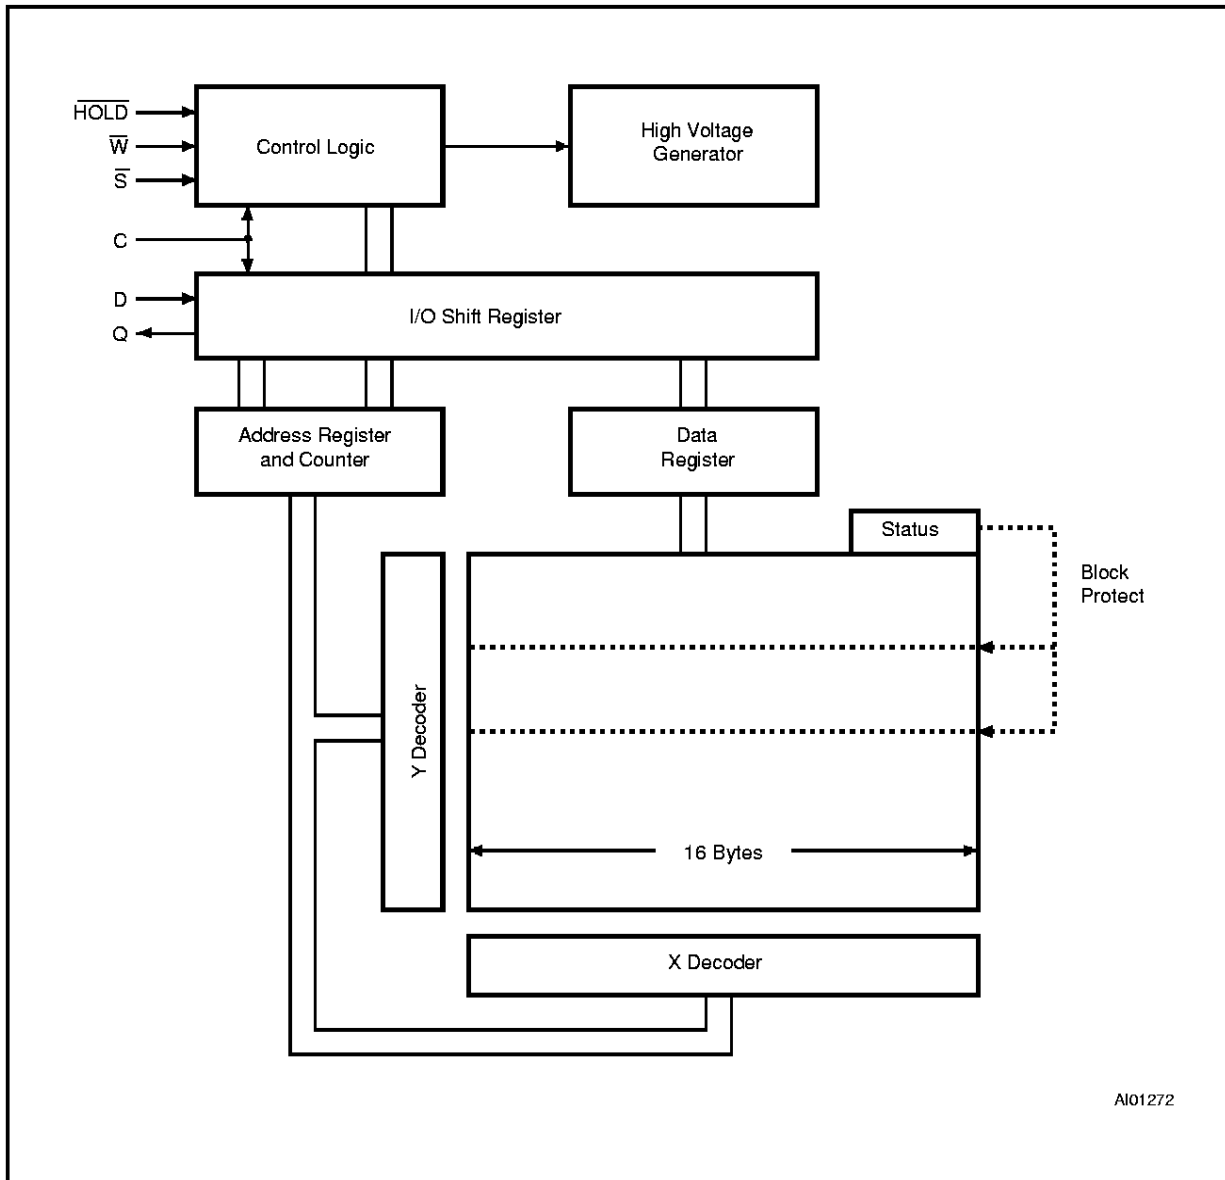 HOLD
W
S
C
D
Q
Control Logic
High Voltage
Generator
I/O Shift Register
Address Register
and Counter
Data
Register
Status
Block
Protect
Y Decoder
16 Bytes
X Decoder
AI01272